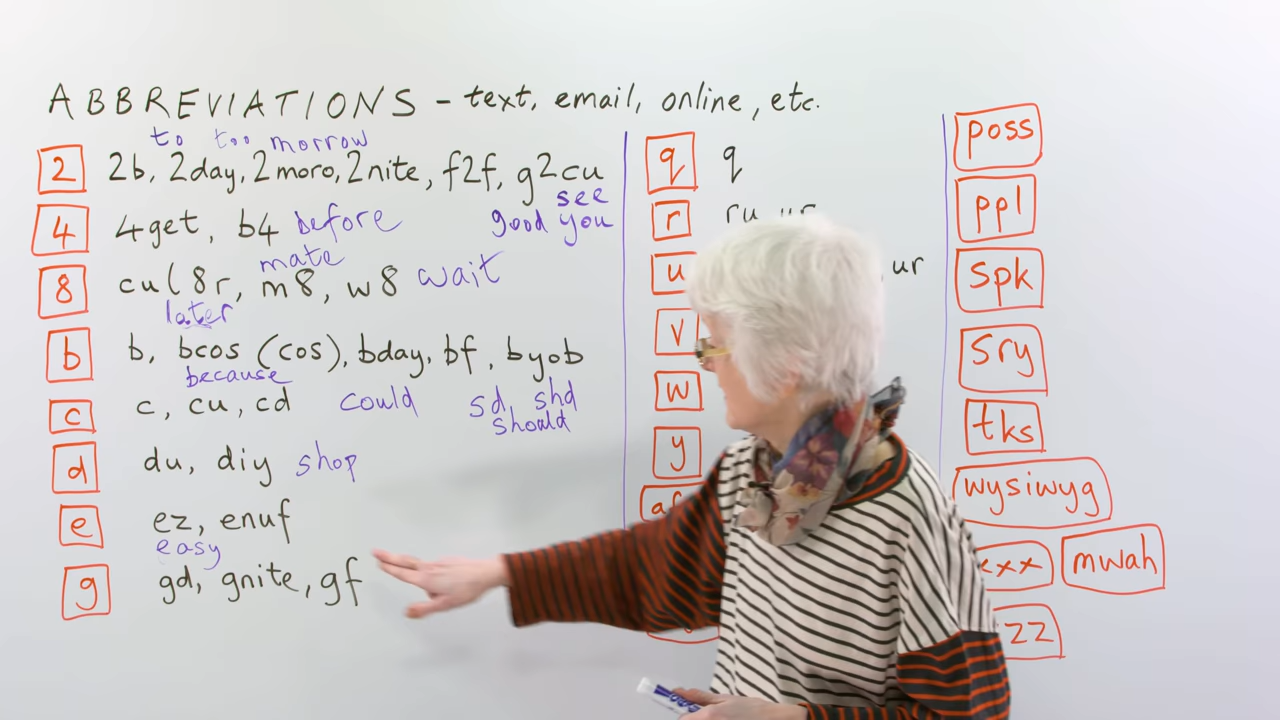 ABBREVIATIONS - text, email, online, etc.
to too morrow
2 2b, 2day, 2moro, 2nite, f2f, g2cu
see
4 4get, b4 before
good you
mate
8 cul8r, m8, w8 wait
later
b b, bcos (cos), bday, bf, byob
because
c c, cu, cd could sd shd
should
d du, diy shop
e ez, enuf
easy
g gd, gnite, gf
q q
r ru
u ur
v
w
y
poss
ppl
spk
sry
tks
wysiwyg
xxx mwah